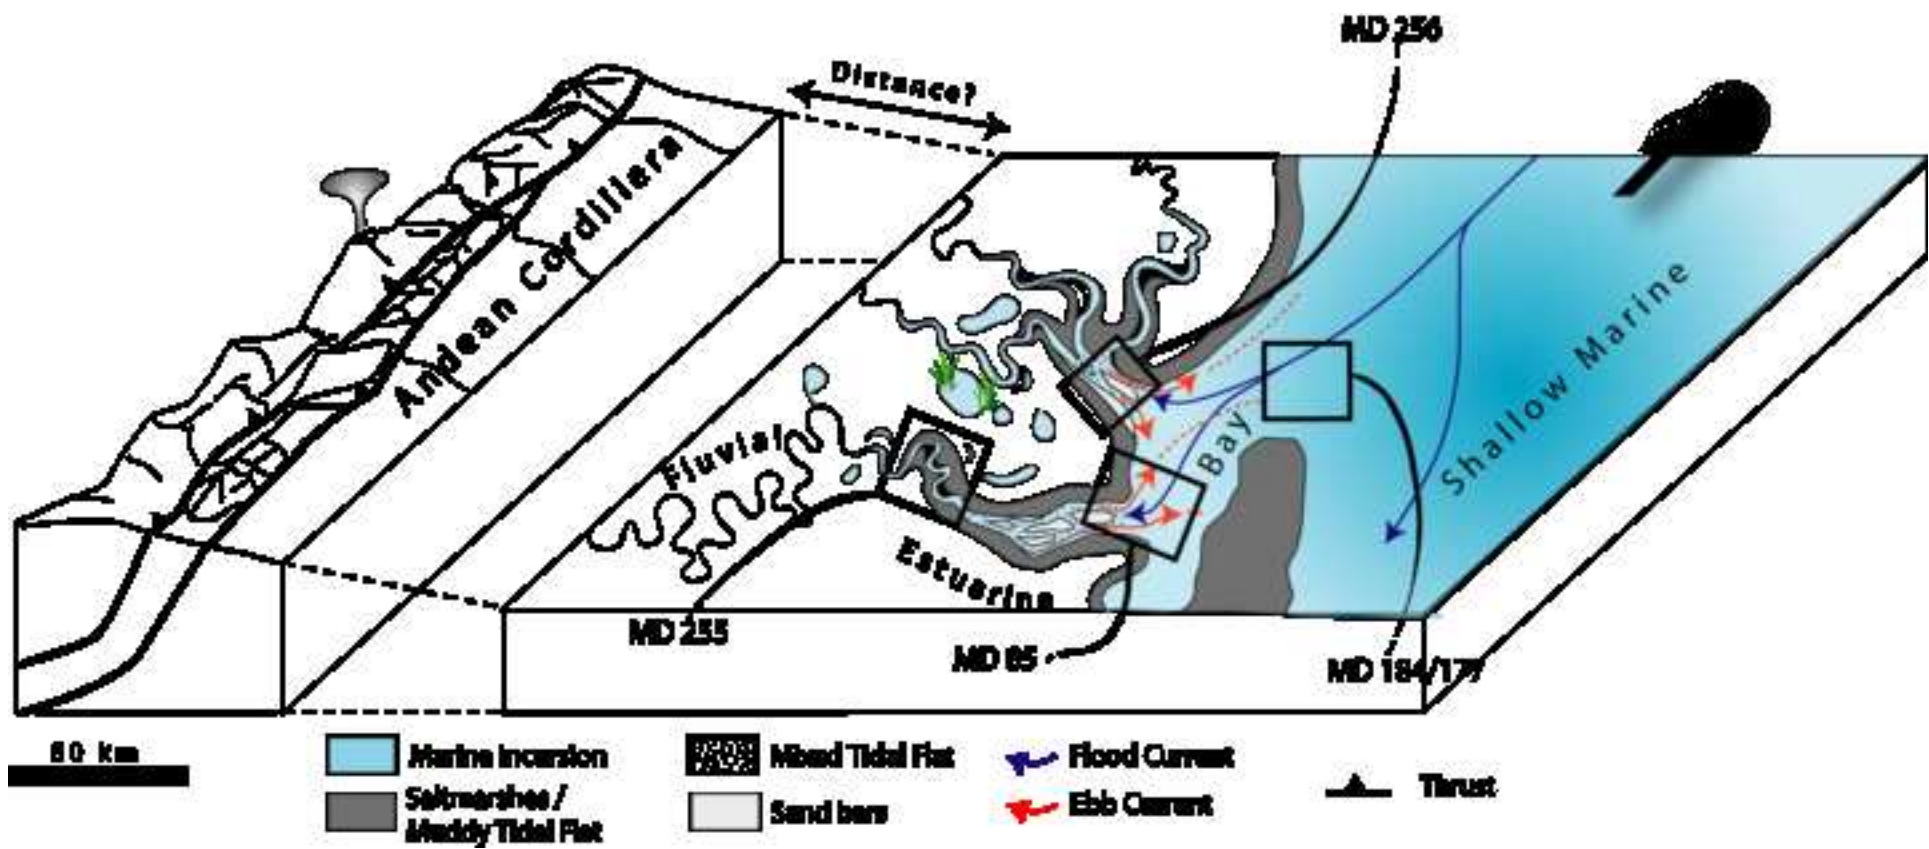 MD 256
Distance?
Andean Cordillera
Shallow Marine
Bay
Fluvial
Estuarine
MD 255
MD 85
MD 184/177
60 km
Marine Incursion
Mixed Tidal Flat
Flood Current
Saltmarshes /
Muddy Tidal Flat
Sand bars
Ebb Current
Thrust